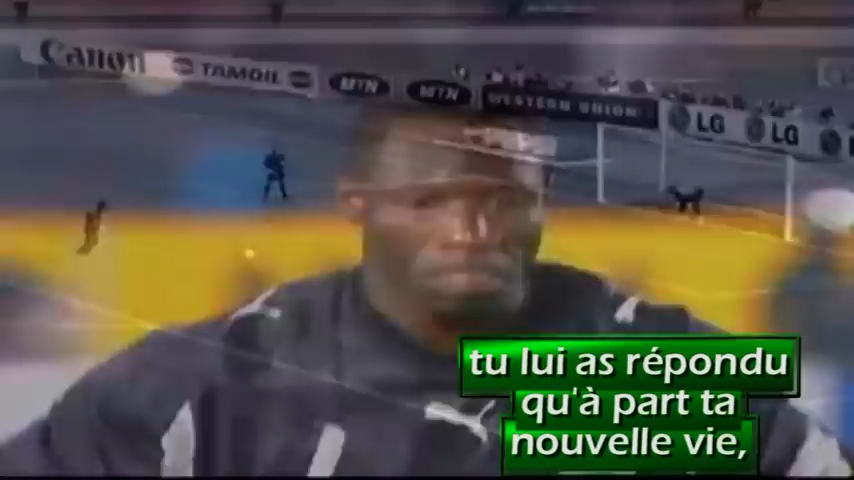 Canon TAMOIL MTN MTN WESTERN UNION LG LG
tu lui as répondu
qu'à part ta
nouvelle vie,